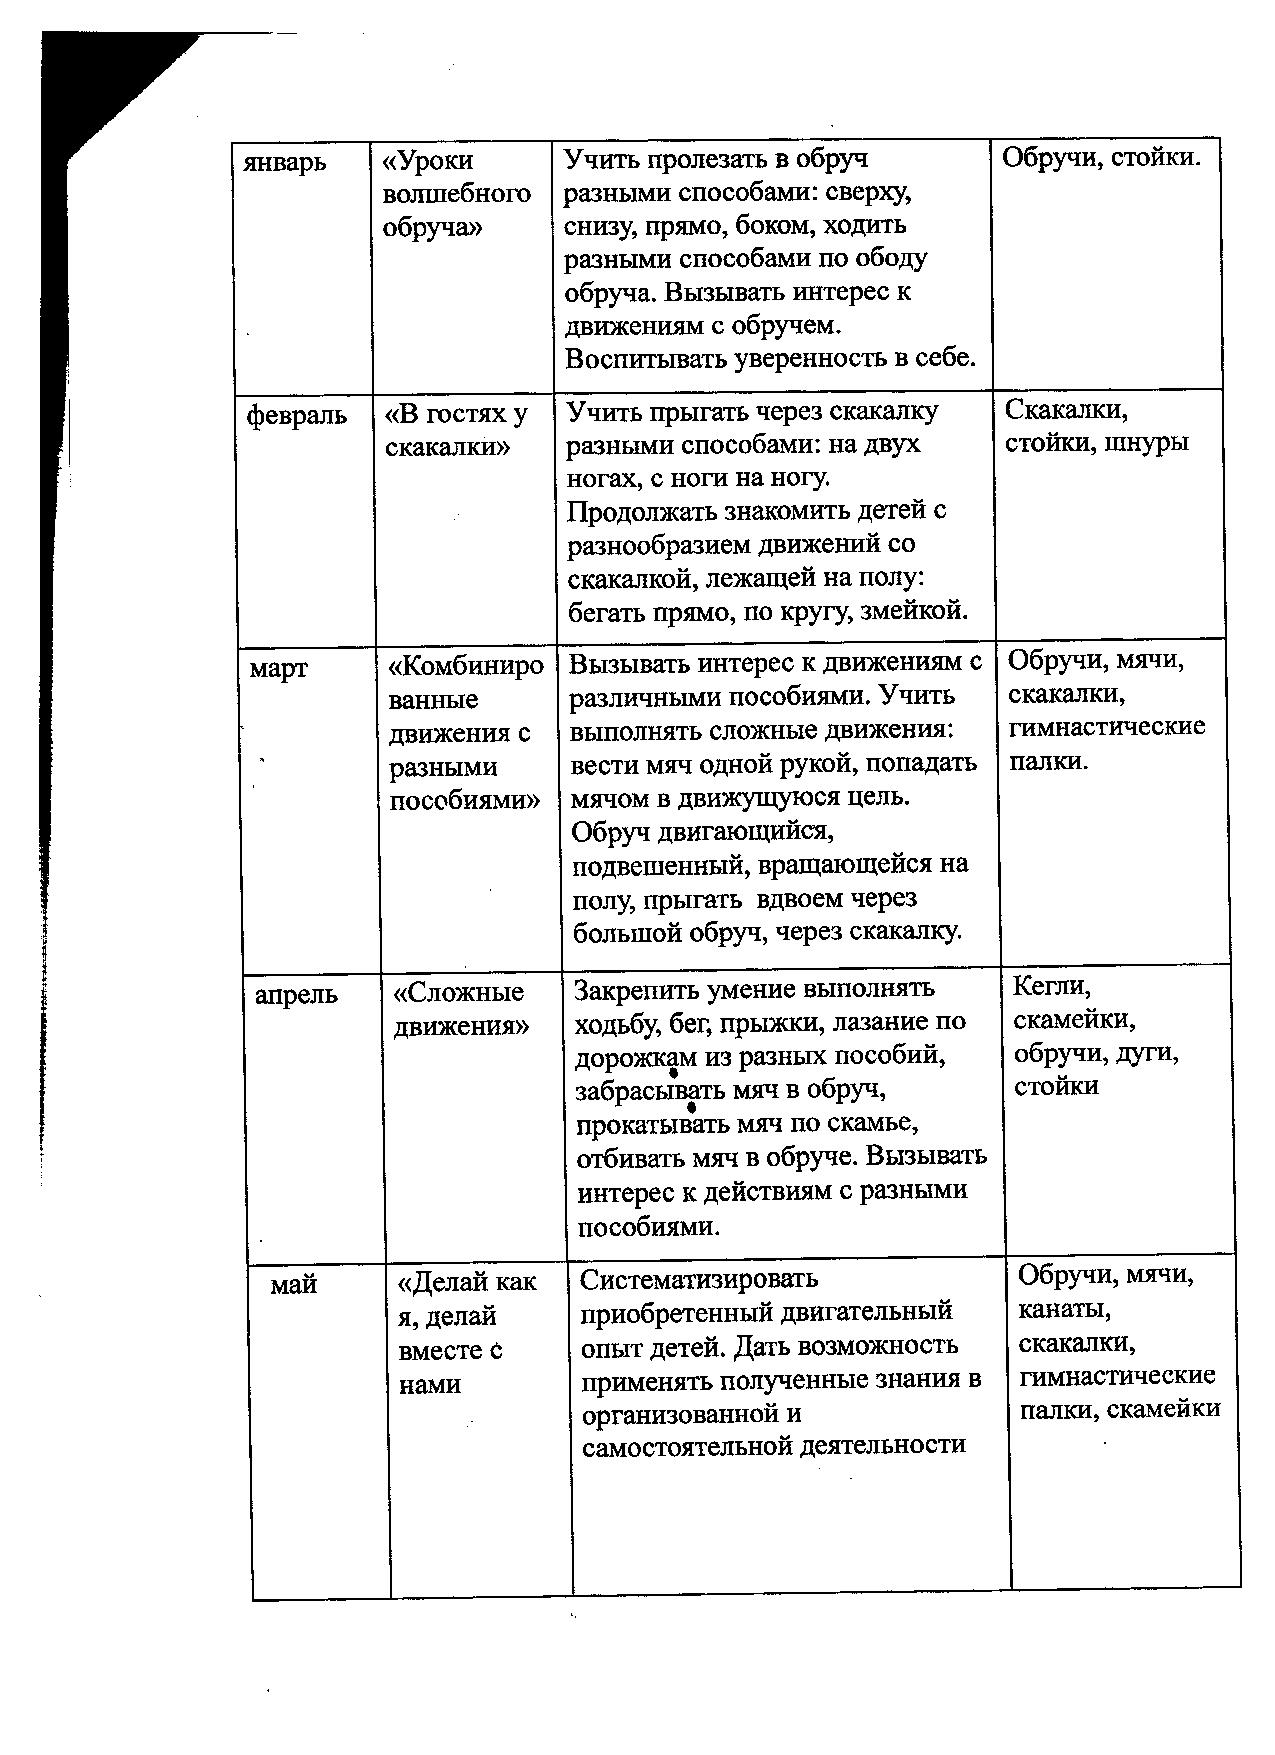 январь
«Уроки
волшебного
обруча»
Учить пролезать в обруч
разными способами: сверху,
снизу, прямо, боком, ходить
разными способами по ободу
обруча. Вызывать интерес к
движениям с обручем.
Воспитывать уверенность в себе.
Обручи, стойки.
февраль
«В гостях у
скакалки»
Учить прыгать через скакалку
разными способами: на двух
ногах, с ноги на ногу.
Продолжать знакомить детей с
разнообразием движений со
скакалкой, лежащей на полу:
бегать прямо, по кругу, змейкой.
Скакалки,
стойки, шнуры
март
«Комбиниро
ванные
движения с
разными
пособиями»
Вызывать интерес к движениям с
различными пособиями. Учить
выполнять сложные движения:
вести мяч одной рукой, попадать
мячом в движущуюся цель.
Обруч двигающийся,
подвешенный, вращающейся на
полу, прыгать вдвоем через
большой обруч, через скакалку.
Обручи, мячи,
скакалки,
гимнастические
палки.
апрель
«Сложные
движения»
Закрепить умение выполнять
ходьбу, бег, прыжки, лазание по
дорожкам из разных пособий,
забрасывать мяч в обруч,
прокатывать мяч по скамье,
отбивать мяч в обруче. Вызывать
интерес к действиям с разными
пособиями.
Кегли,
скамейки,
обручи, дуги,
стойки
май
«Делай как
я, делай
вместе с
нами
Систематизировать
приобретенный двигательный
опыт детей. Дать возможность
применять полученные знания в
организованной и
самостоятельной деятельности
Обручи, мячи,
канаты,
скакалки,
гимнастические
палки, скамейки